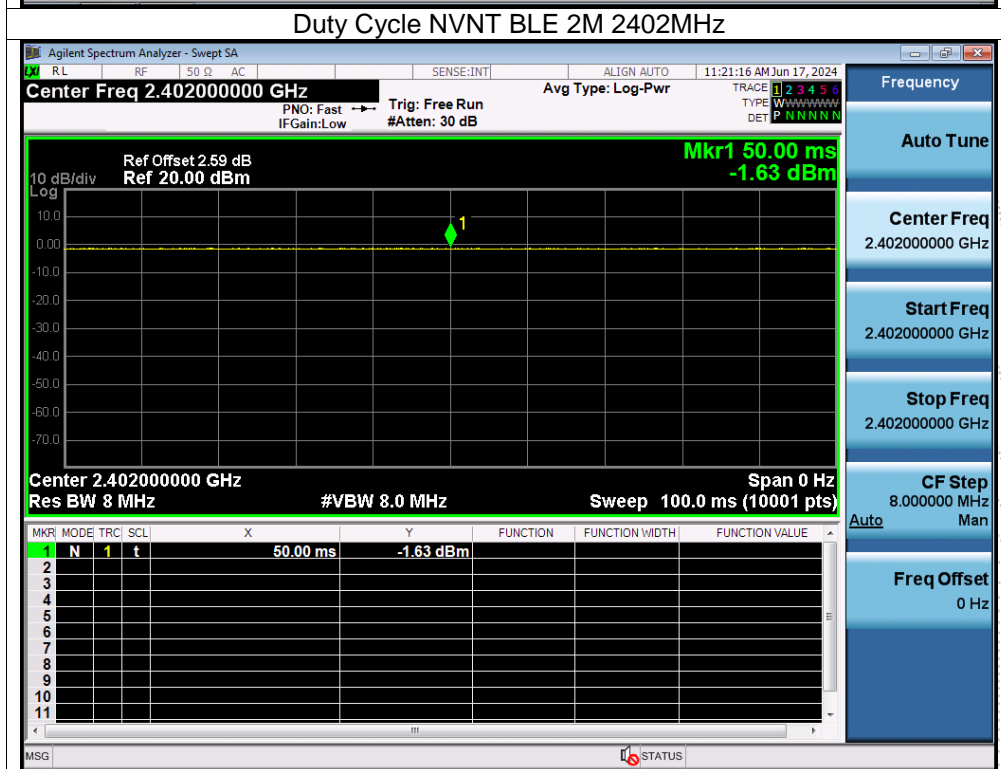 Duty Cycle NVNT BLE 2M 2402MHz
Agilent Spectrum Analyzer - Swept SA
LXI RL RF 50 Ω AC SENSE:INT ALIGN AUTO 11:21:16 AM Jun 17, 2024
Center Freq 2.402000000 GHz
PNO: Fast
IFGain:Low
Trig: Free Run
#Atten: 30 dB
Avg Type: Log-Pwr
TRACE 1 2 3 4 5 6
TYPE WWWWWW
DET P N N N N N
Ref Offset 2.59 dB
10 dB/div Ref 20.00 dBm
Log
Mkr1 50.00 ms
-1.63 dBm
10.0
0.00
-10.0
-20.0
-30.0
-40.0
-50.0
-60.0
-70.0
1
Center 2.402000000 GHz Span 0 Hz
Res BW 8 MHz #VBW 8.0 MHz Sweep 100.0 ms (10001 pts)
MKR MODE TRC SCL X Y FUNCTION FUNCTION WIDTH FUNCTION VALUE
1 N 1 t 50.00 ms -1.63 dBm
2
3
4
5
6
7
8
9
10
11
MSG STATUS
Frequency
Auto Tune
Center Freq
2.402000000 GHz
Start Freq
2.402000000 GHz
Stop Freq
2.402000000 GHz
CF Step
8.000000 MHz
Auto Man
Freq Offset
0 Hz